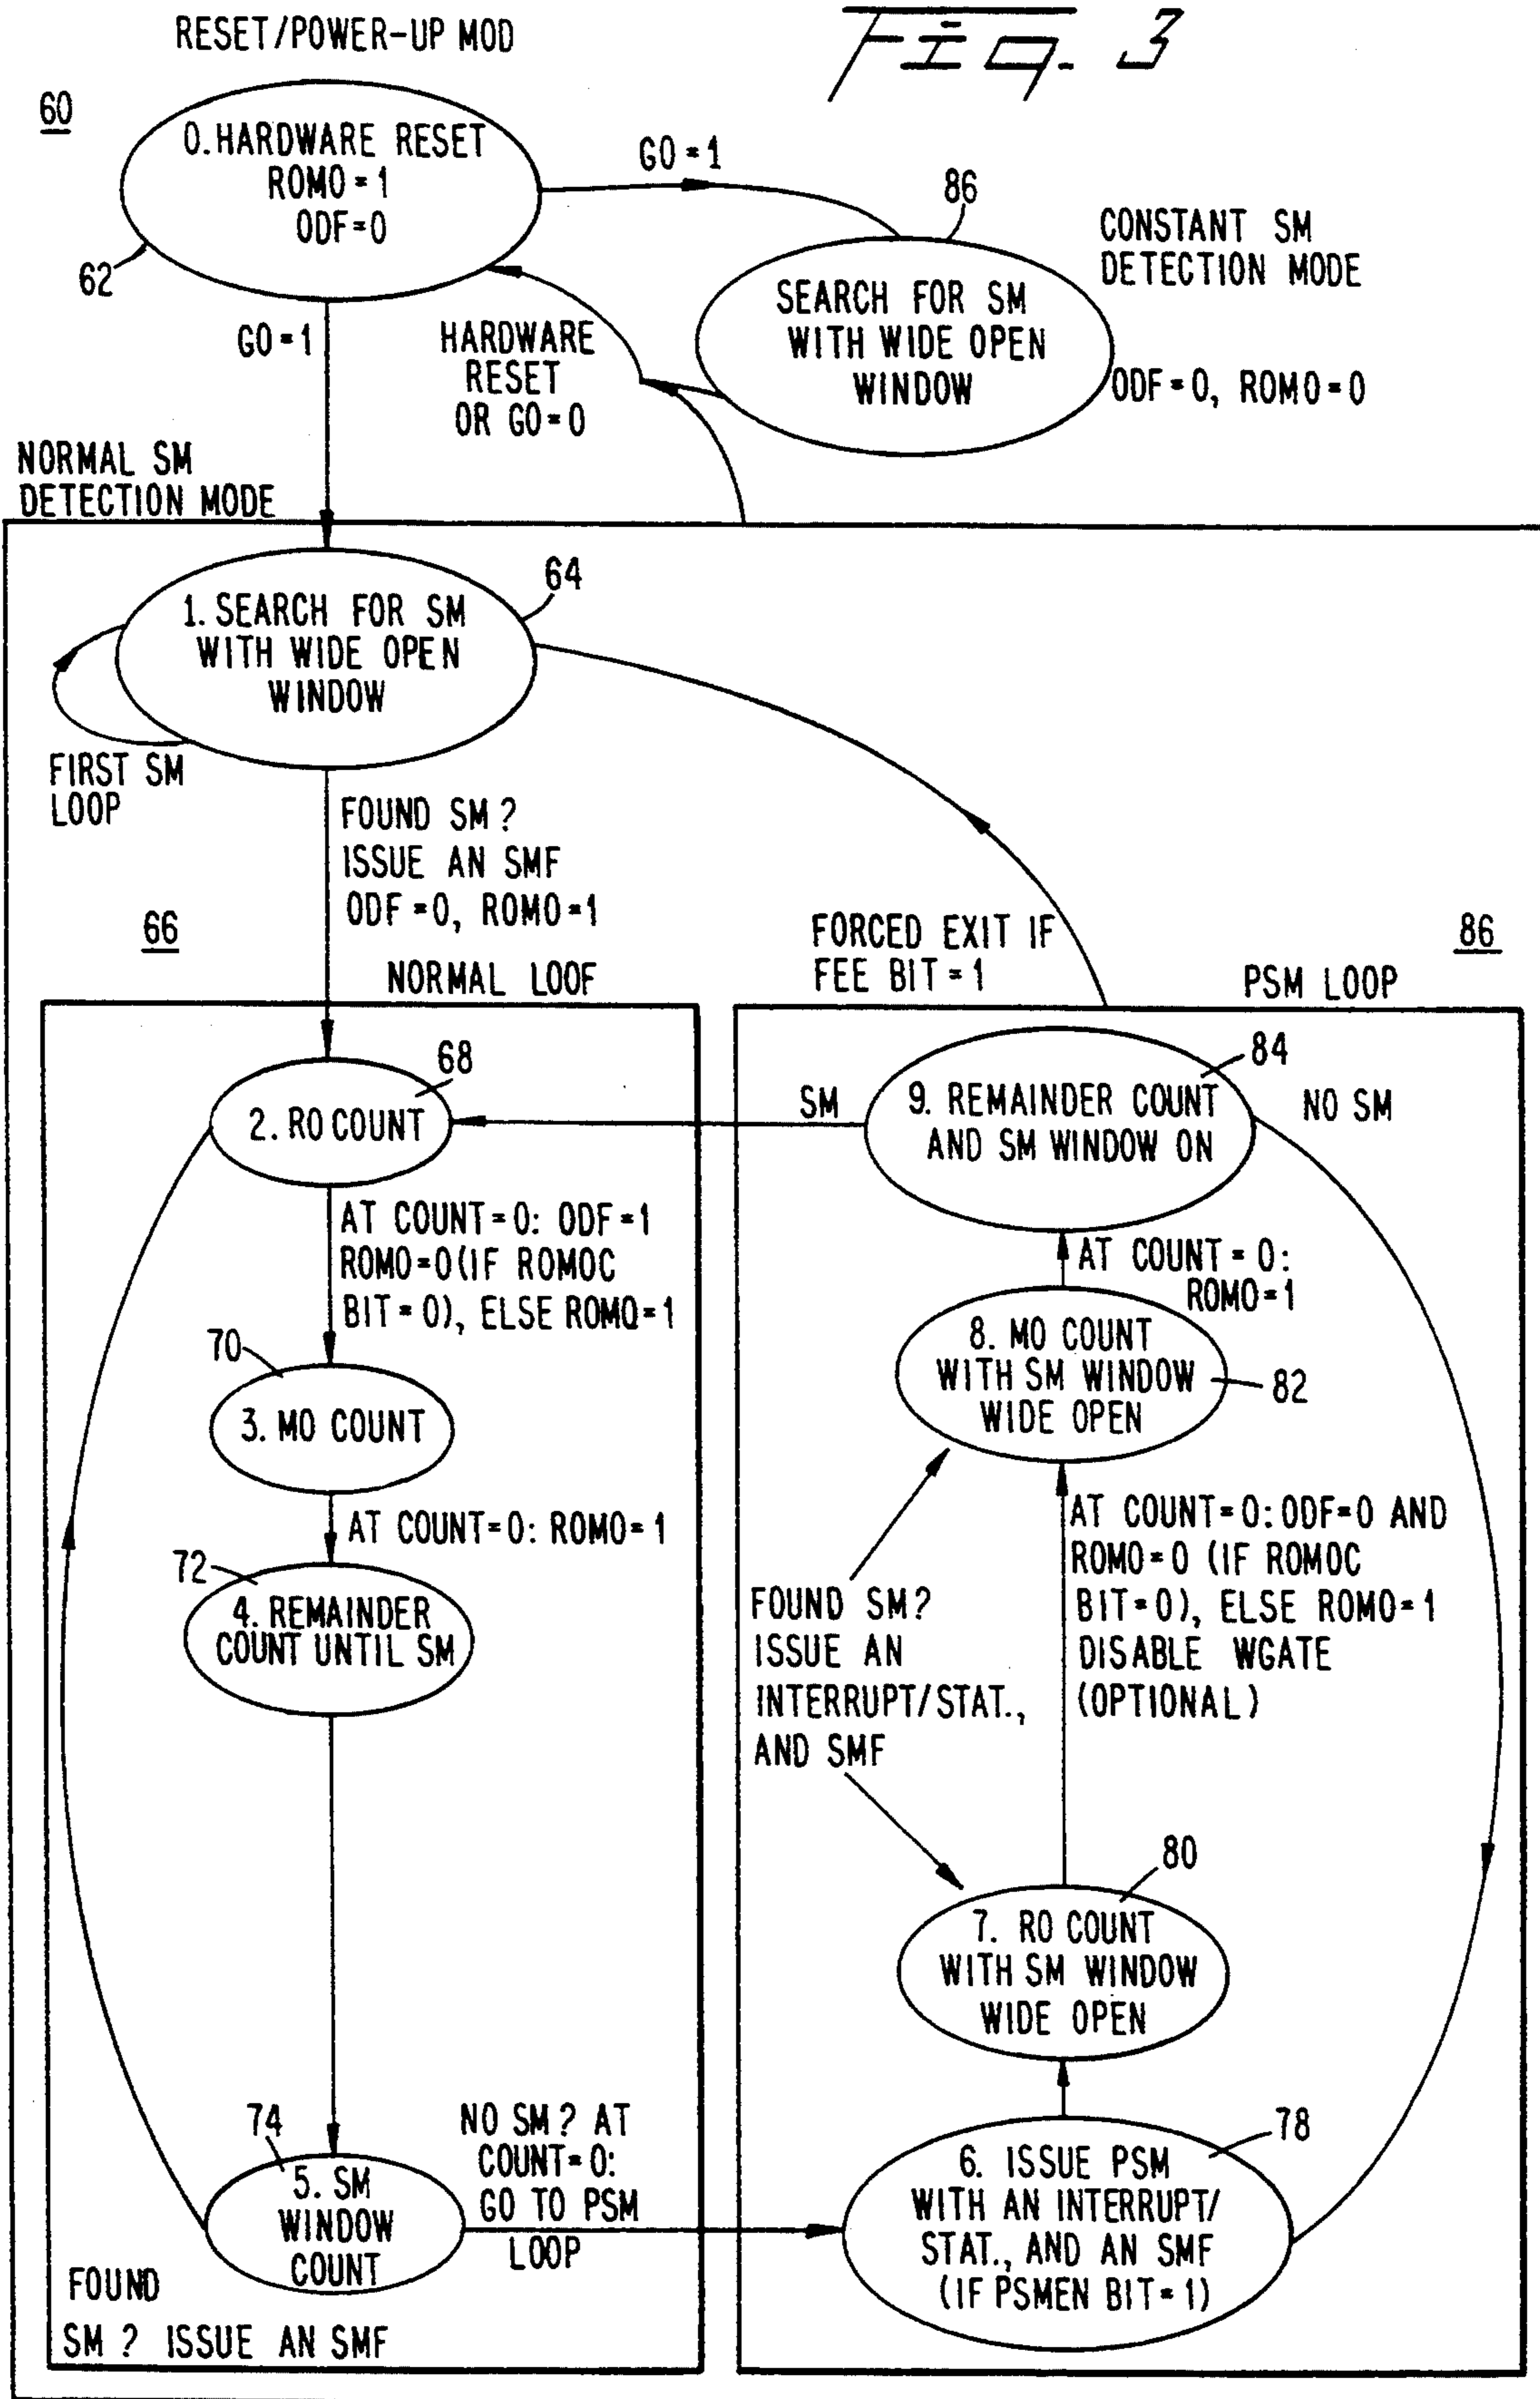 RESET/POWER-UP MOD
Fig. 3
60
0. HARDWARE RESET
ROMO=1
ODF=0
62
GO=1
86
CONSTANT SM
DETECTION MODE
SEARCH FOR SM
WITH WIDE OPEN
WINDOW
ODF=0, ROMO=0
GO=1
HARDWARE
RESET
OR GO=0
NORMAL SM
DETECTION MODE
64
1. SEARCH FOR SM
WITH WIDE OPEN
WINDOW
FIRST SM
LOOP
FOUND SM?
ISSUE AN SMF
ODF=0, ROMO=1
66
NORMAL LOOF
FORCED EXIT IF
FEE BIT=1
86
PSM LOOP
68
2. RO COUNT
AT COUNT=0: ODF=1
ROMO=0(IF ROMOC
BIT=0), ELSE ROMO=1
70
3. MO COUNT
AT COUNT=0: ROMO=1
72
4. REMAINDER
COUNT UNTIL SM
74
5. SM
WINDOW
COUNT
FOUND
SM? ISSUE AN SMF
NO SM? AT
COUNT=0:
GO TO PSM
LOOP
SM
84
9. REMAINDER COUNT
AND SM WINDOW ON
NO SM
AT COUNT=0:
ROMO=1
8. MO COUNT
WITH SM WINDOW
WIDE OPEN
82
AT COUNT=0:ODF=0 AND
ROMO=0 (IF ROMOC
BIT=0), ELSE ROMO=1
DISABLE WGATE
(OPTIONAL)
FOUND SM?
ISSUE AN
INTERRUPT/STAT.,
AND SMF
80
7. RO COUNT
WITH SM WINDOW
WIDE OPEN
78
6. ISSUE PSM
WITH AN INTERRUPT/
STAT., AND AN SMF
(IF PSMEN BIT=1)